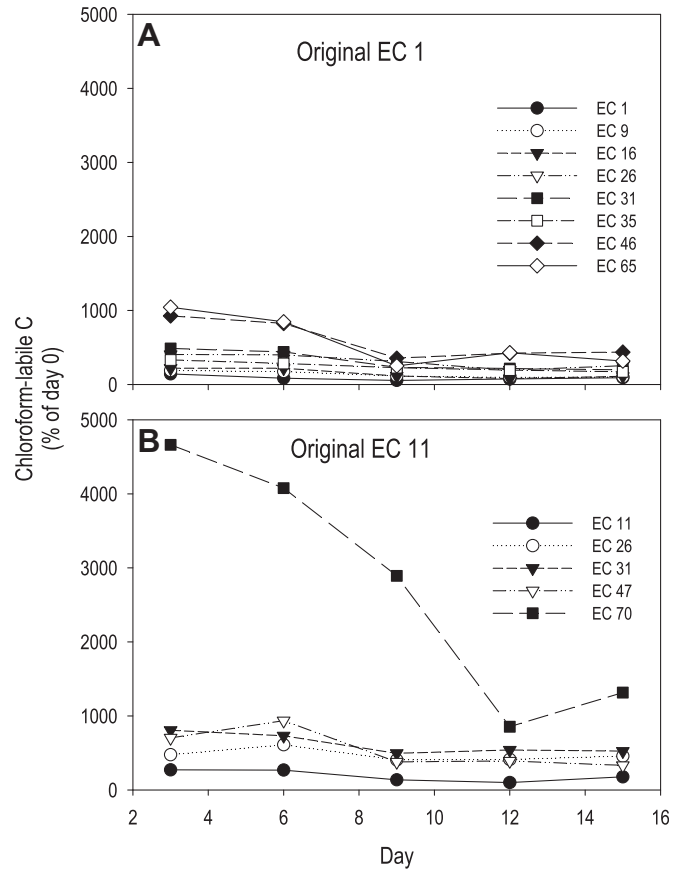 5000
A
Original EC 1
4000
EC 1
EC 9
3000
EC 16
EC 26
EC 31
2000
EC 35
EC 46
EC 65
1000
0
Chloroform-labile C
(% of day 0)
5000
B
Original EC 11
4000
EC 11
EC 26
3000
EC 31
EC 47
EC 70
2000
1000
0
2 4 6 8 10 12 14 16
Day